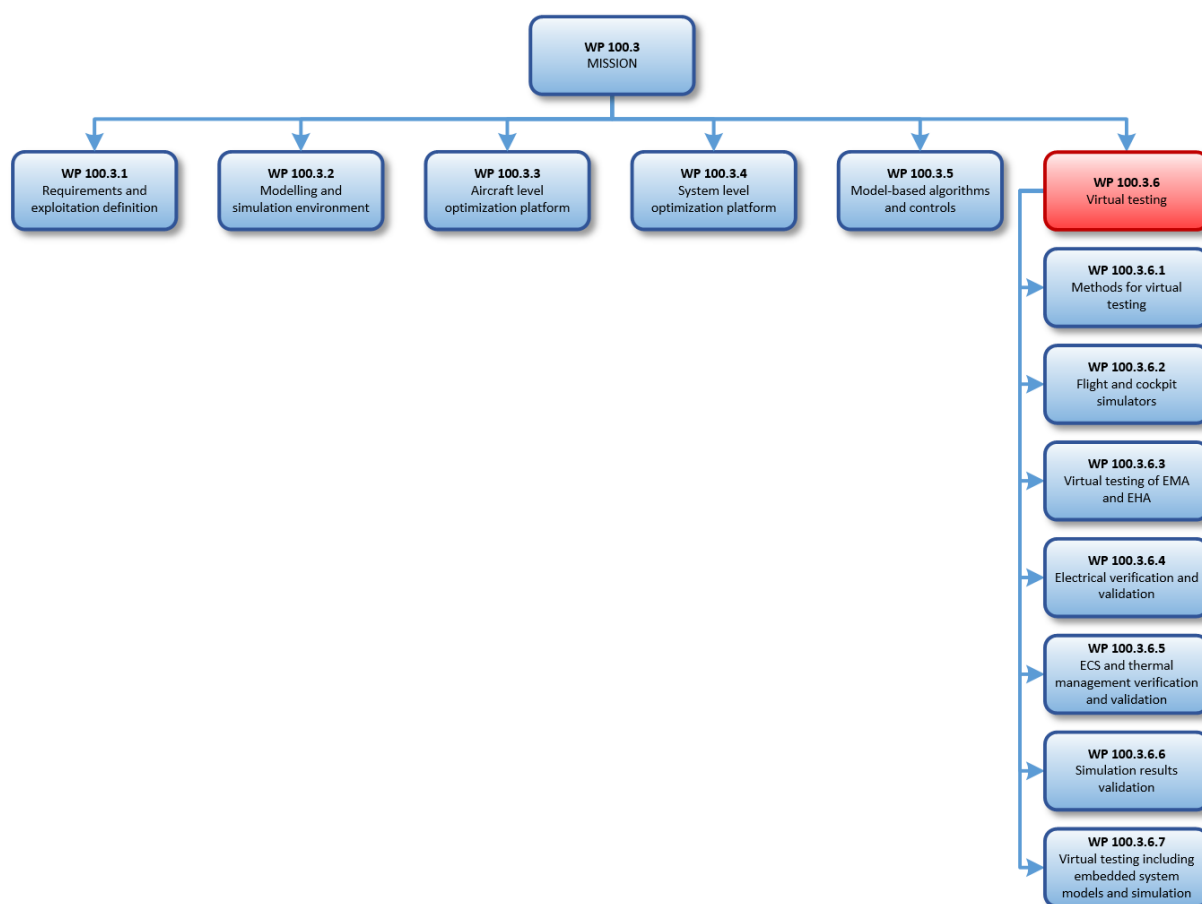 WP 100.3
MISSION
WP 100.3.1
Requirements and
exploitation definition
WP 100.3.2
Modelling and
simulation environment
WP 100.3.3
Aircraft level
optimization platform
WP 100.3.4
System level
optimization platform
WP 100.3.5
Model-based algorithms
and controls
WP 100.3.6
Virtual testing
WP 100.3.6.1
Methods for virtual
testing
WP 100.3.6.2
Flight and cockpit
simulators
WP 100.3.6.3
Virtual testing of EMA
and EHA
WP 100.3.6.4
Electrical verification and
validation
WP 100.3.6.5
ECS and thermal
management verification
and validation
WP 100.3.6.6
Simulation results
validation
WP 100.3.6.7
Virtual testing including
embedded system
models and simulation